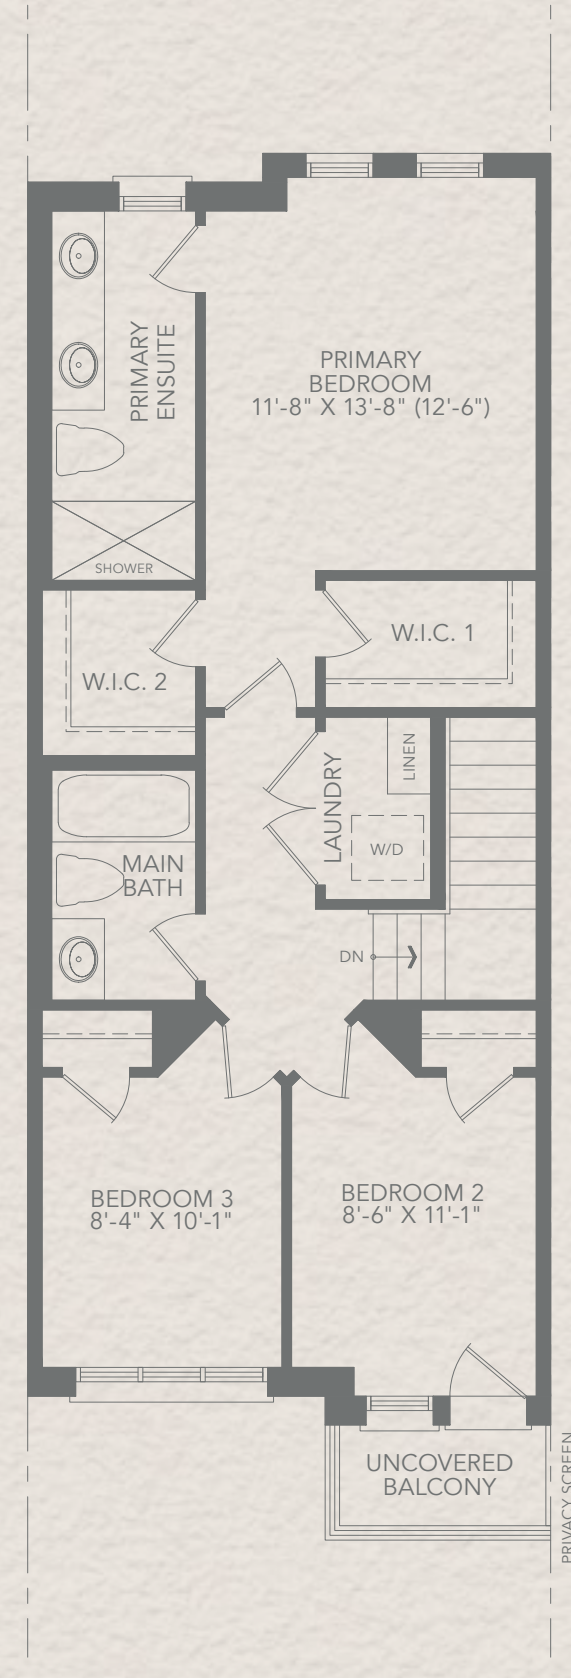 PRIMARY
ENSUITE
PRIMARY
BEDROOM
11'-8" X 13'-8" (12'-6")
SHOWER
W.I.C. 1
W.I.C. 2
LINEN
LAUNDRY
W/D
MAIN
BATH
DN
BEDROOM 3
8'-4" X 10'-1"
BEDROOM 2
8'-6" X 11'-1"
UNCOVERED
BALCONY
PRIVACY SCREEN